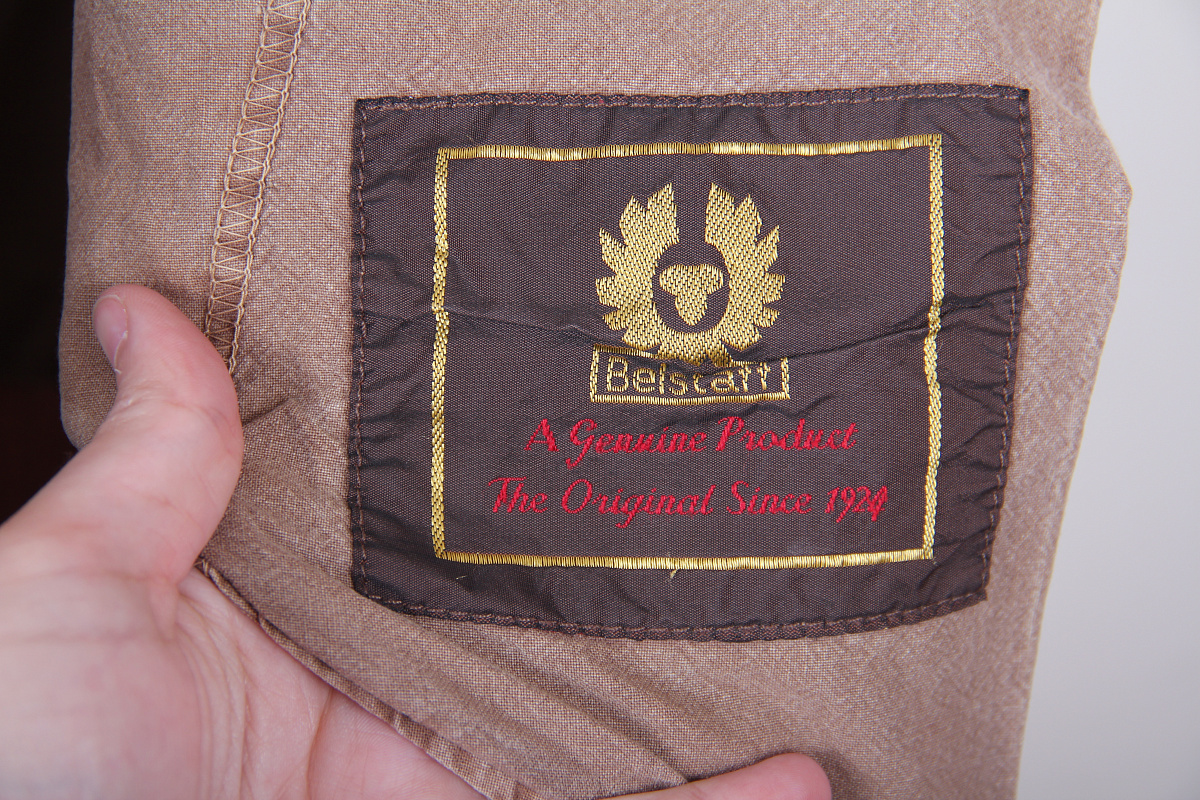 Belstaff
A Genuine Product
The Original Since 1924